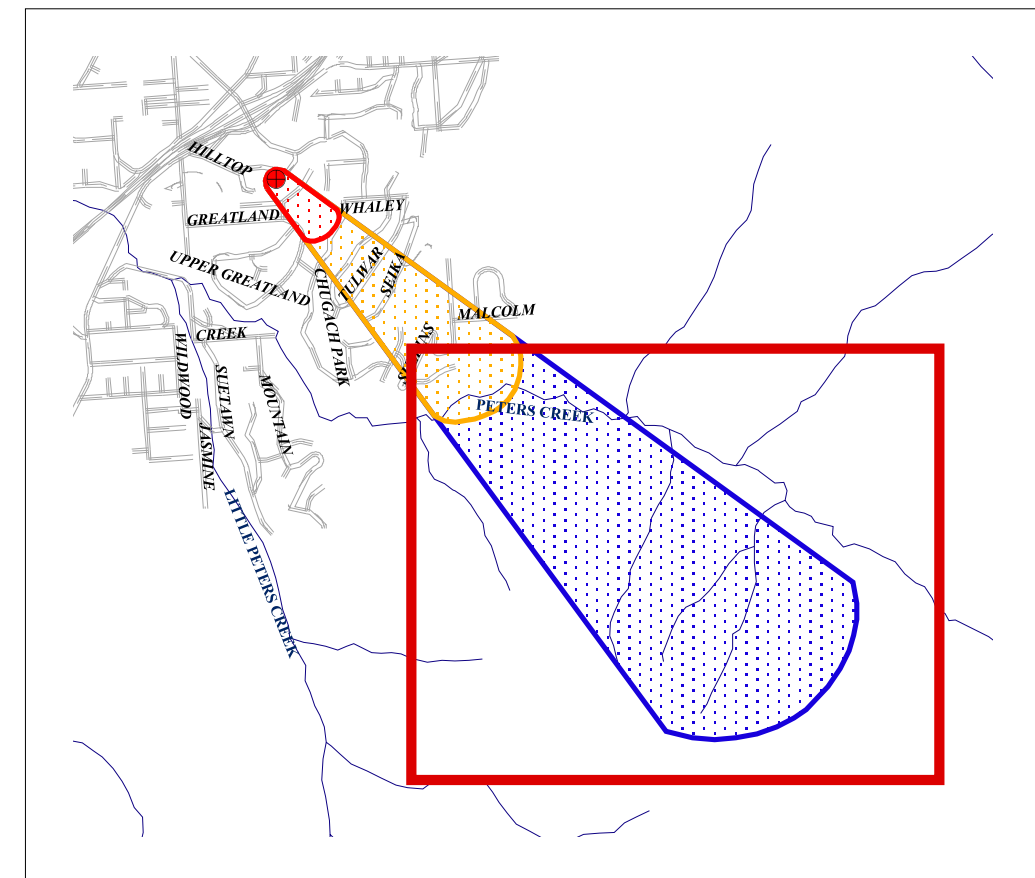 HILLTOP
WHALEY
GREATLAND
UPPER GREATLAND
TULWAR
SEIKA
CHUGACH PARK
MALCOLM
CREEK
WILDWOOD
SUETAWN
MOUNTAIN
PETERS CREEK
JASMINE
LITTLE PETERS CREEK